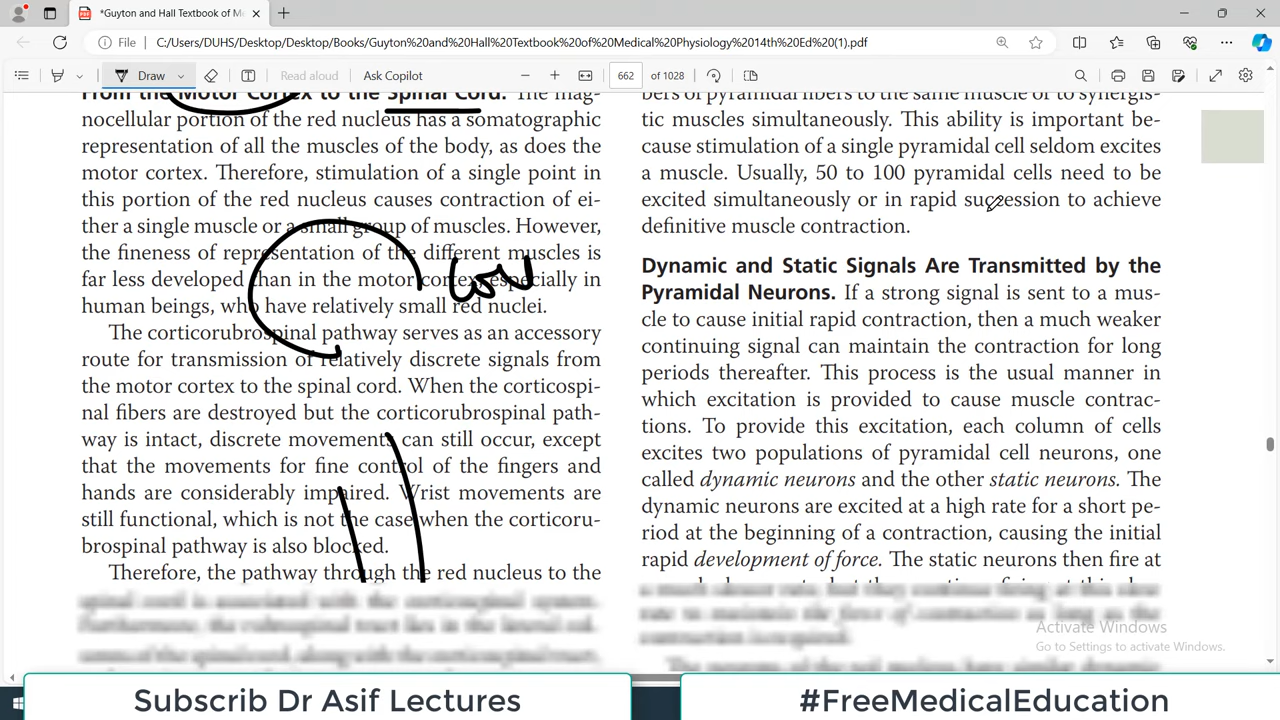 *Guyton and Hall Textbook of Me
File
C:/Users/DUHS/Desktop/Desktop/Books/Guyton%20and%20Hall%20Textbook%20of%20Medical%20Physiology%2014th%20Ed%20(1).pdf
Draw
Read aloud
Ask Copilot
662 of 1028
From the Motor Cortex to the Spinal Cord. The mag-
nocellular portion of the red nucleus has a somatographic
representation of all the muscles of the body, as does the
motor cortex. Therefore, stimulation of a single point in
this portion of the red nucleus causes contraction of ei-
ther a single muscle or a small group of muscles. However,
the fineness of representation of the different muscles is
far less developed than in the motor cortex, especially in
human beings, who have relatively small red nuclei.
The corticorubrospinal pathway serves as an accessory
route for transmission of relatively discrete signals from
the motor cortex to the spinal cord. When the corticospi-
nal fibers are destroyed but the corticorubrospinal path-
way is intact, discrete movements can still occur, except
that the movements for fine control of the fingers and
hands are considerably impaired. Wrist movements are
still functional, which is not the case when the corticoru-
brospinal pathway is also blocked.
Therefore, the pathway through the red nucleus to the
spinal cord is associated with the corticospinal system.
bers of pyramidal fibers to the same muscle or to synergis-
tic muscles simultaneously. This ability is important be-
cause stimulation of a single pyramidal cell seldom excites
a muscle. Usually, 50 to 100 pyramidal cells need to be
excited simultaneously or in rapid succession to achieve
definitive muscle contraction.
Dynamic and Static Signals Are Transmitted by the
Pyramidal Neurons. If a strong signal is sent to a mus-
cle to cause initial rapid contraction, then a much weaker
continuing signal can maintain the contraction for long
periods thereafter. This process is the usual manner in
which excitation is provided to cause muscle contrac-
tions. To provide this excitation, each column of cells
excites two populations of pyramidal cell neurons, one
called dynamic neurons and the other static neurons. The
dynamic neurons are excited at a high rate for a short pe-
riod at the beginning of a contraction, causing the initial
rapid development of force. The static neurons then fire at
Activate Windows
Go to Settings to activate Windows.
Subscrib Dr Asif Lectures
#FreeMedicalEducation